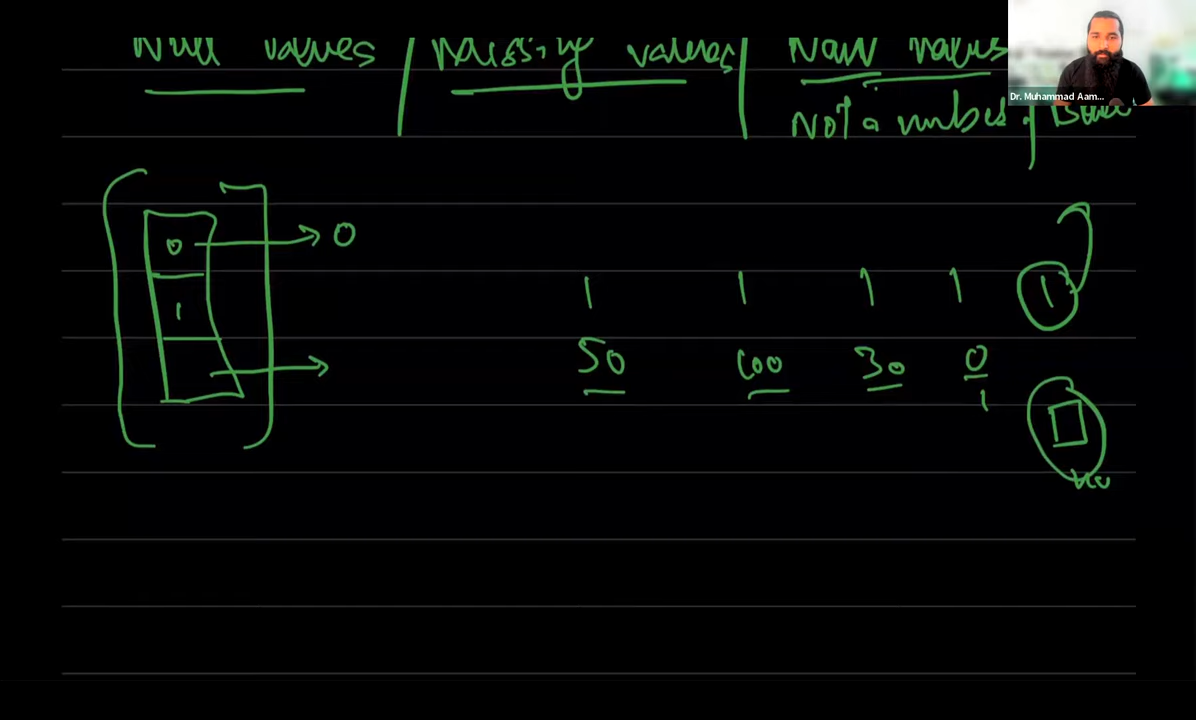 Null values / Missing values / NaN values
Dr. Muhammad Aam...
Not a number /
0 → 0
1
1 1 1 1 1
50 100 30 0
1